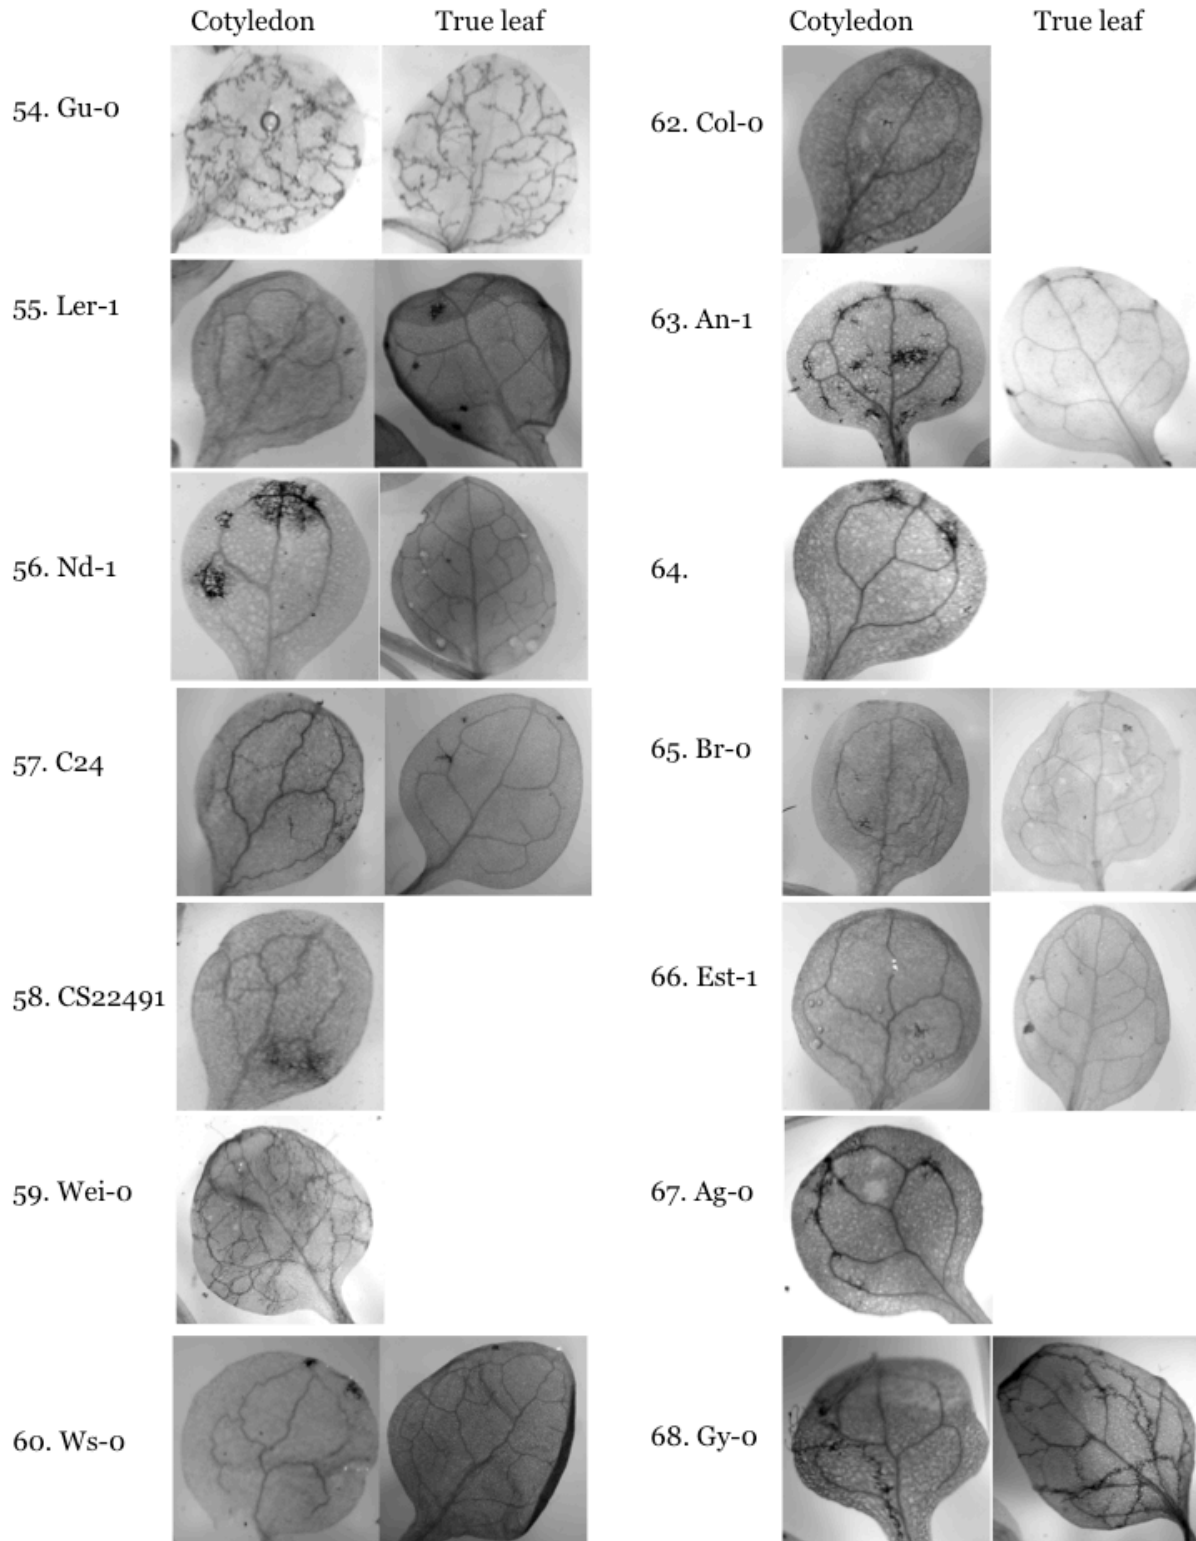 Cotyledon True leaf
Cotyledon True leaf
54. Gu-0
62. Col-0
55. Ler-1
63. An-1
56. Nd-1
64.
57. C24
65. Br-0
58. CS22491
66. Est-1
59. Wei-0
67. Ag-0
60. Ws-0
68. Gy-0